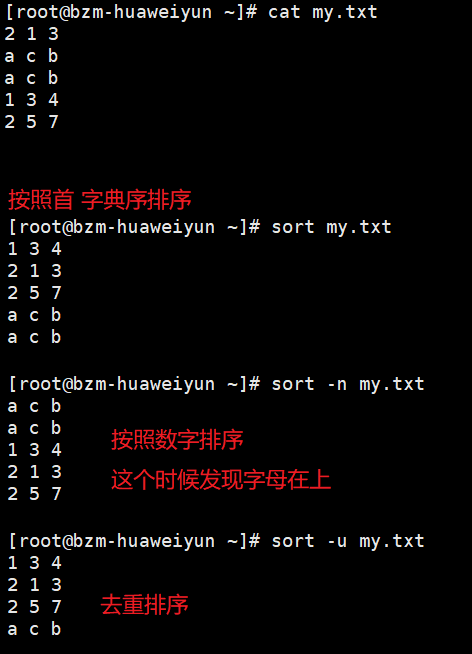 [root@bzm-huaweiyun ~]# cat my.txt
2 1 3
a c b
a c b
1 3 4
2 5 7
按照首 字典序排序
[root@bzm-huaweiyun ~]# sort my.txt
1 3 4
2 1 3
2 5 7
a c b
a c b
[root@bzm-huaweiyun ~]# sort -n my.txt
a c b
a c b
1 3 4
2 1 3
2 5 7
按照数字排序
这个时候发现字母在上
[root@bzm-huaweiyun ~]# sort -u my.txt
1 3 4
2 1 3
2 5 7
a c b
去重排序